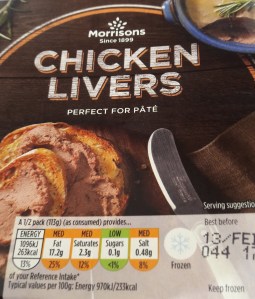 Morrisons
Since 1899
CHICKEN
LIVERS
PERFECT FOR PÂTÉ
Serving suggestion
A 1/2 pack (113g) (as consumed) provides...
ENERGY MED MED LOW MED
1096kJ Fat Saturates Sugars Salt
263kcal 17.2g 2.3g 0.1g 0.48g
13% 25% 12% <1% 8%
of your Reference Intake*
Typical values per 100g: Energy 970kJ/233kcal
Best before
13/FE
044 1
Frozen
Keep frozen